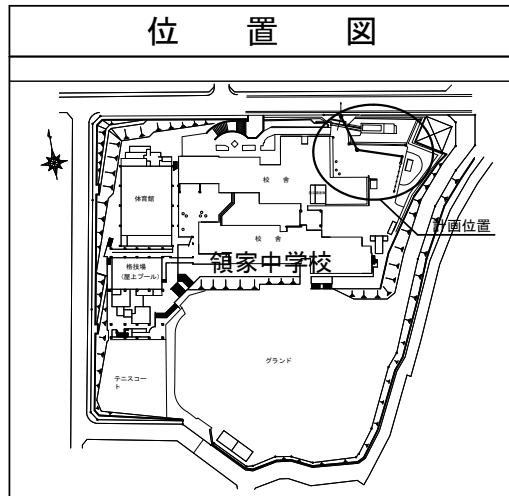 位 置 図
校 舎
体育館
計画位置
校 舎
領家中学校
格技場
(屋上プール)
グランド
テニスコー
ト